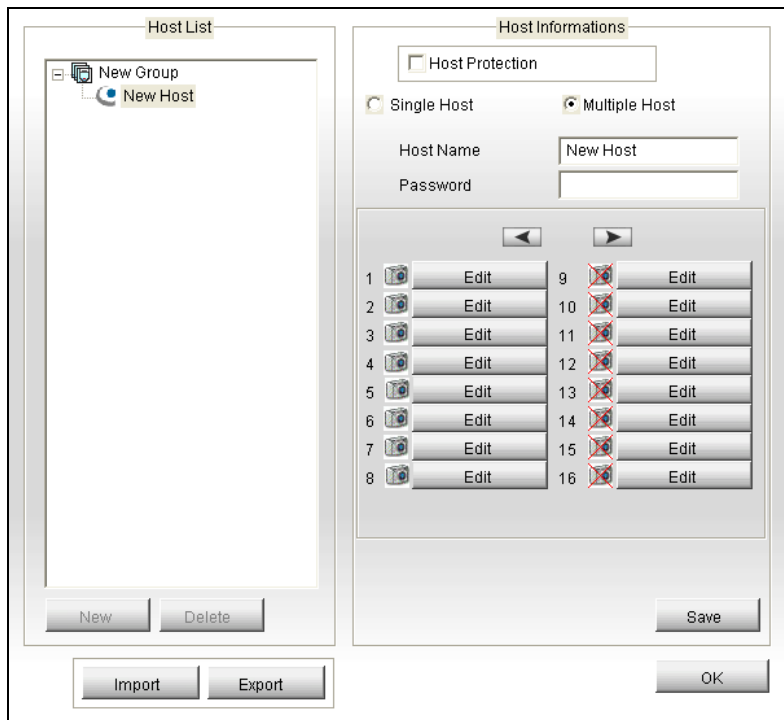 Host List
New Group
New Host
New
Delete
Import
Export
Host Informations
Host Protection
Single Host
Multiple Host
Host Name
New Host
Password
1 Edit 9 Edit
2 Edit 10 Edit
3 Edit 11 Edit
4 Edit 12 Edit
5 Edit 13 Edit
6 Edit 14 Edit
7 Edit 15 Edit
8 Edit 16 Edit
Save
OK